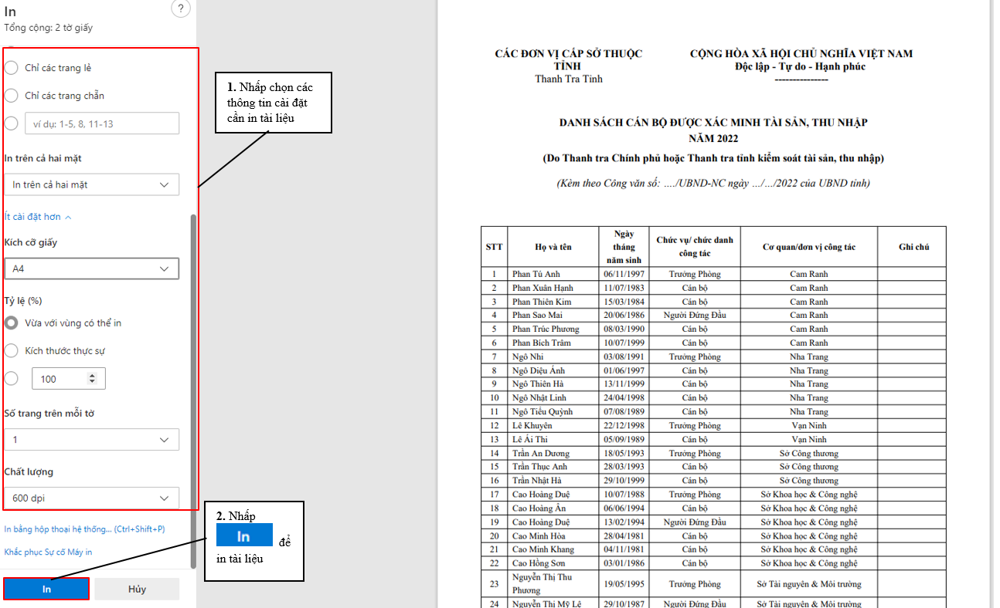 In
?
Tổng cộng: 2 tờ giấy
Chỉ các trang lẻ
Chỉ các trang chẵn
ví dụ: 1-5, 8, 11-13
In trên cả hai mặt
In trên cả hai mặt
Ít cài đặt hơn
Kích cỡ giấy
A4
Tỷ lệ (%)
Vừa với vùng có thể in
Kích thước thực sự
100
Số trang trên mỗi tờ
1
Chất lượng
600 dpi
In bằng hộp thoại hệ thống... (Ctrl+Shift+P)
Khắc phục Sự cố Máy in
In
Hủy
1. Nhấp chọn các
thông tin cài đặt
cần in tài liệu
2. Nhấp
In để
in tài liệu
CÁC ĐƠN VỊ CẤP SỞ THUỘC
TỈNH
Thanh Tra Tỉnh
CỘNG HÒA XÃ HỘI CHỦ NGHĨA VIỆT NAM
Độc lập - Tự do - Hạnh phúc
---------------
DANH SÁCH CÁN BỘ ĐƯỢC XÁC MINH TÀI SẢN, THU NHẬP
NĂM 2022
(Do Thanh tra Chính phủ hoặc Thanh tra tỉnh kiểm soát tài sản, thu nhập)
(Kèm theo Công văn số: …./UBND-NC ngày …/…/2022 của UBND tỉnh)
STT Họ và tên Ngày tháng năm sinh Chức vụ/ chức danh công tác Cơ quan/đơn vị công tác Ghi chú
1 Phan Tú Anh 06/11/1997 Trưởng Phòng Cam Ranh
2 Phan Xuân Hạnh 11/07/1983 Cán bộ Cam Ranh
3 Phan Thiên Kim 15/03/1984 Cán bộ Cam Ranh
4 Phan Sao Mai 20/06/1986 Người Đứng Đầu Cam Ranh
5 Phan Trúc Phương 08/03/1990 Cán bộ Cam Ranh
6 Phan Bích Trâm 10/07/1999 Cán bộ Cam Ranh
7 Ngô Nhi 03/08/1991 Trưởng Phòng Nha Trang
8 Ngô Diệu Ánh 01/06/1997 Cán bộ Nha Trang
9 Ngô Thiên Hà 13/11/1999 Cán bộ Nha Trang
10 Ngô Nhật Linh 24/04/1998 Cán bộ Nha Trang
11 Ngô Tiểu Quỳnh 07/08/1989 Cán bộ Nha Trang
12 Lê Khuyên 22/12/1998 Trưởng Phòng Vạn Ninh
13 Lê Ái Thi 05/09/1989 Cán bộ Vạn Ninh
14 Trần An Dương 18/05/1993 Trưởng Phòng Sở Công thương
15 Trần Thục Anh 28/03/1993 Cán bộ Sở Công thương
16 Trần Nhật Hà 29/10/1999 Cán bộ Sở Công thương
17 Cao Hoàng Duệ 10/07/1988 Trưởng Phòng Sở Khoa học & Công nghệ
18 Cao Hoàng Ân 06/06/1994 Cán bộ Sở Khoa học & Công nghệ
19 Cao Hoàng Duệ 13/02/1994 Người Đứng Đầu Sở Khoa học & Công nghệ
20 Cao Minh Hòa 28/04/1981 Cán bộ Sở Khoa học & Công nghệ
21 Cao Minh Khang 04/11/1981 Cán bộ Sở Khoa học & Công nghệ
22 Cao Hồng Sơn 03/01/1986 Cán bộ Sở Khoa học & Công nghệ
23 Nguyễn Thị Thu Phương 19/05/1995 Trưởng Phòng Sở Tài nguyên & Môi trường
24 Nguyễn Thị Mỹ Lệ 29/10/1987 Người Đứng Đầu Sở Tài nguyên & Môi trường